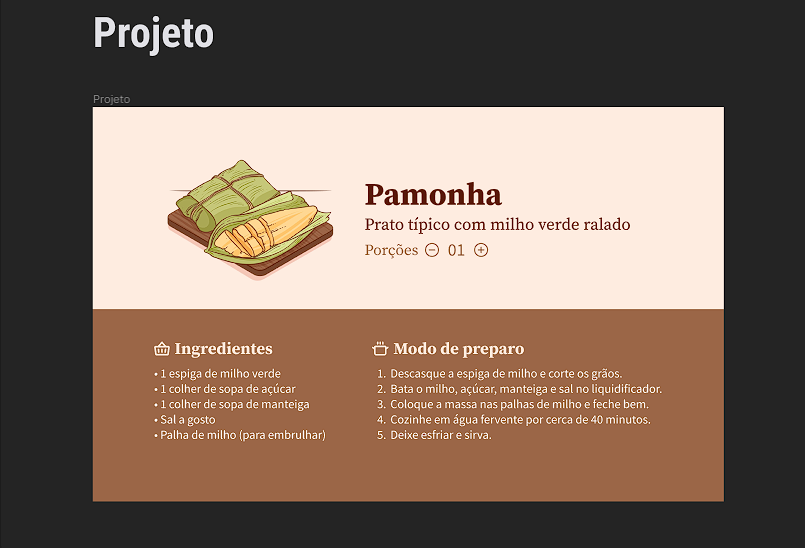 Projeto
Projeto
Pamonha
Prato típico com milho verde ralado
Porções 01
Ingredientes
• 1 espiga de milho verde
• 1 colher de sopa de açúcar
• 1 colher de sopa de manteiga
• Sal a gosto
• Palha de milho (para embrulhar)
Modo de preparo
1. Descasque a espiga de milho e corte os grãos.
2. Bata o milho, açúcar, manteiga e sal no liquidificador.
3. Coloque a massa nas palhas de milho e feche bem.
4. Cozinhe em água fervente por cerca de 40 minutos.
5. Deixe esfriar e sirva.